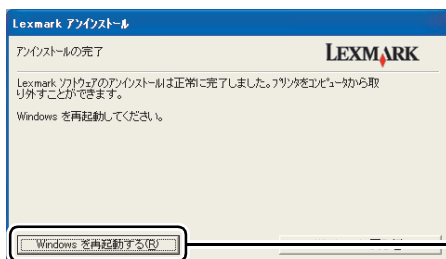 Lexmark アンインストール
アンインストールの完了
LEXMARK
Lexmark ソフトウェアのアンインストールは正常に完了しました。プリンタをコンピュータから取
り外すことができます。
Windows を再起動してください。
Windows を再起動する(R)